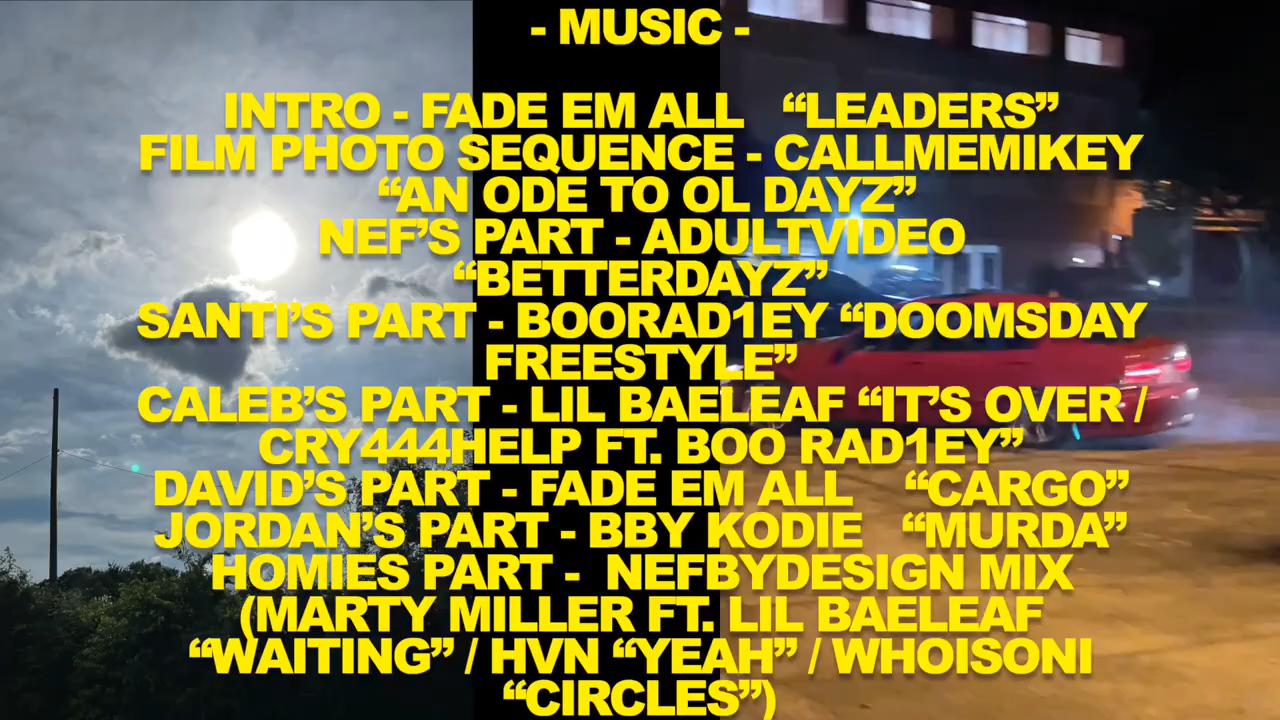 - MUSIC -
INTRO - FADE EM ALL “LEADERS”
FILM PHOTO SEQUENCE - CALLMEMIKEY
“AN ODE TO OL DAYZ”
NEF’S PART - ADULTVIDEO
“BETTERDAYZ”
SANTI’S PART - BOORAD1EY “DOOMSDAY
FREESTYLE”
CALEB’S PART - LIL BAELEAF “IT’S OVER /
CRY444HELP FT. BOO RAD1EY”
DAVID’S PART - FADE EM ALL “CARGO”
JORDAN’S PART - BBY KODIE “MURDA”
HOMIES PART - NEFBYDESIGN MIX
(MARTY MILLER FT. LIL BAELEAF
“WAITING” / HVN “YEAH” / WHOISONI
“CIRCLES”)